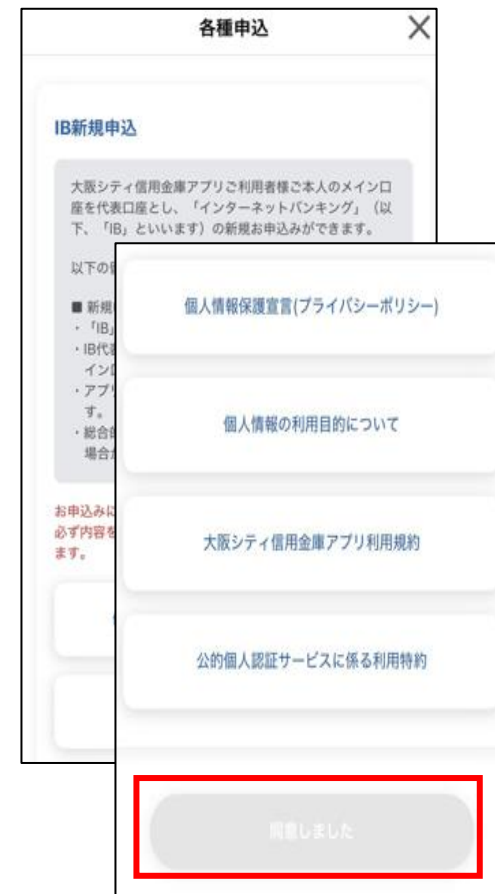 各種申込
IB新規申込
大阪シティ信用金庫アプリご利用者様ご本人のメイン口
座を代表口座とし、「インターネットバンキング」（以
下、「IB」といいます）の新規お申込みができます。
以下の
■ 新規
・「IB」
・IB代表
イン口
・アプリ
す。
・総合的
場合が
お申込みに
必ず内容を
ます。
個人情報保護宣言(プライバシーポリシー)
個人情報の利用目的について
大阪シティ信用金庫アプリ利用規約
公的個人認証サービスに係る利用特約
同意しました